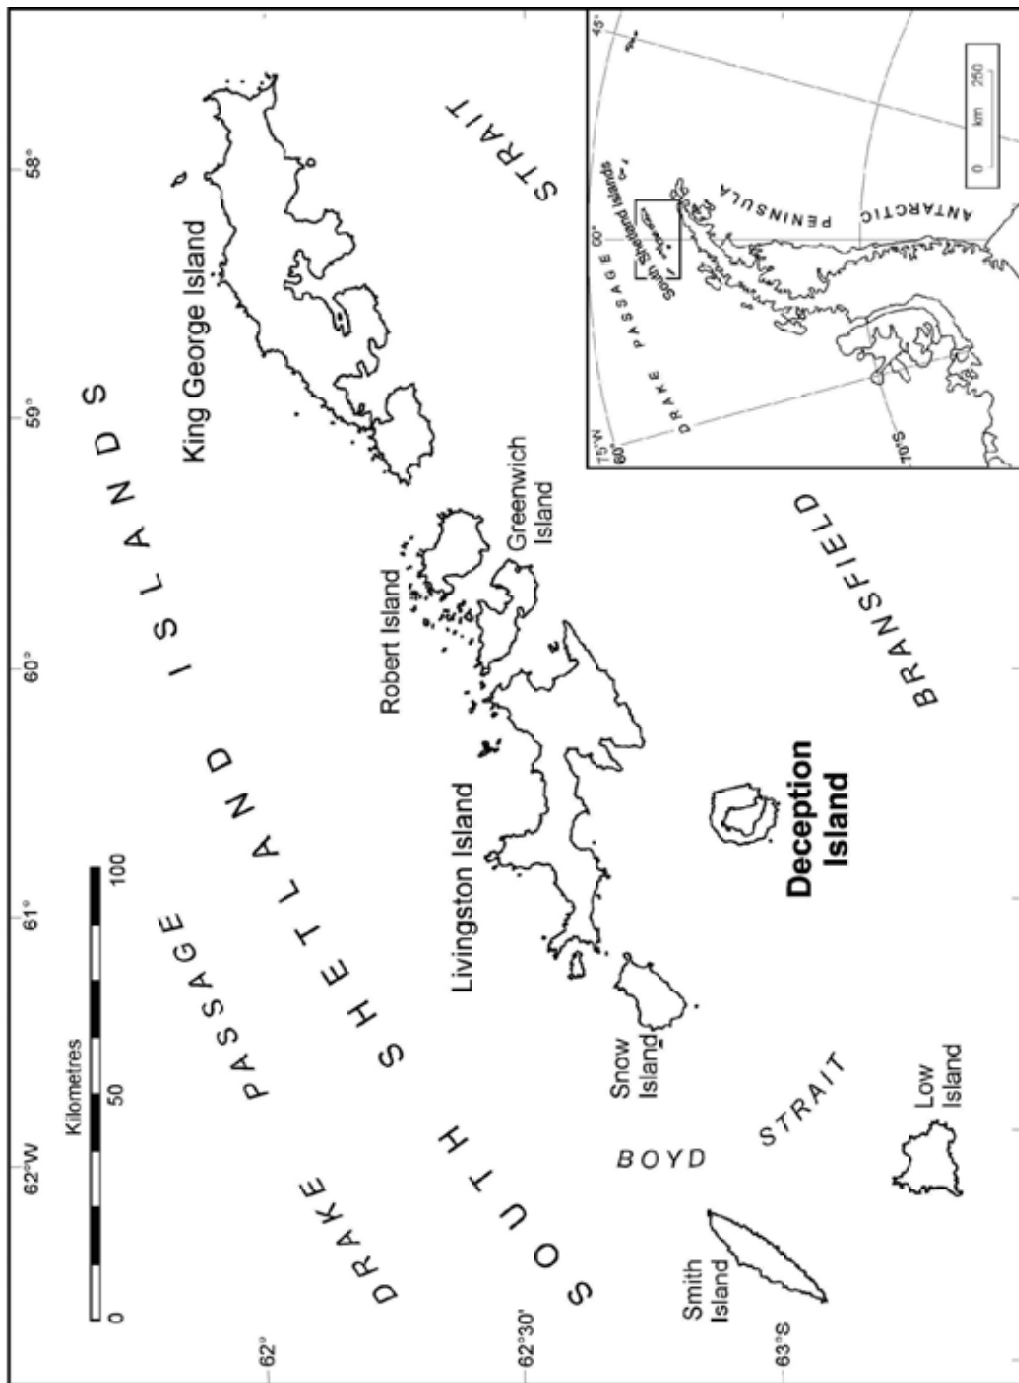 62°W
61°
60°
59°
58°
62°
62°30'
63°S
Kilometres
0
50
100
DRAKE PASSAGE
SOUTH SHETLAND ISLANDS
King George Island
Robert Island
Greenwich
Island
Livingston Island
Snow
Island
Deception
Island
Smith
Island
Low
Island
BOYD
STRAIT
BRANSFIELD
STRAIT
75°W
60°
60°
45°
70°S
DRAKE PASSAGE
South Shetland Islands
ANTARCTIC
PENINSULA
0
km
250